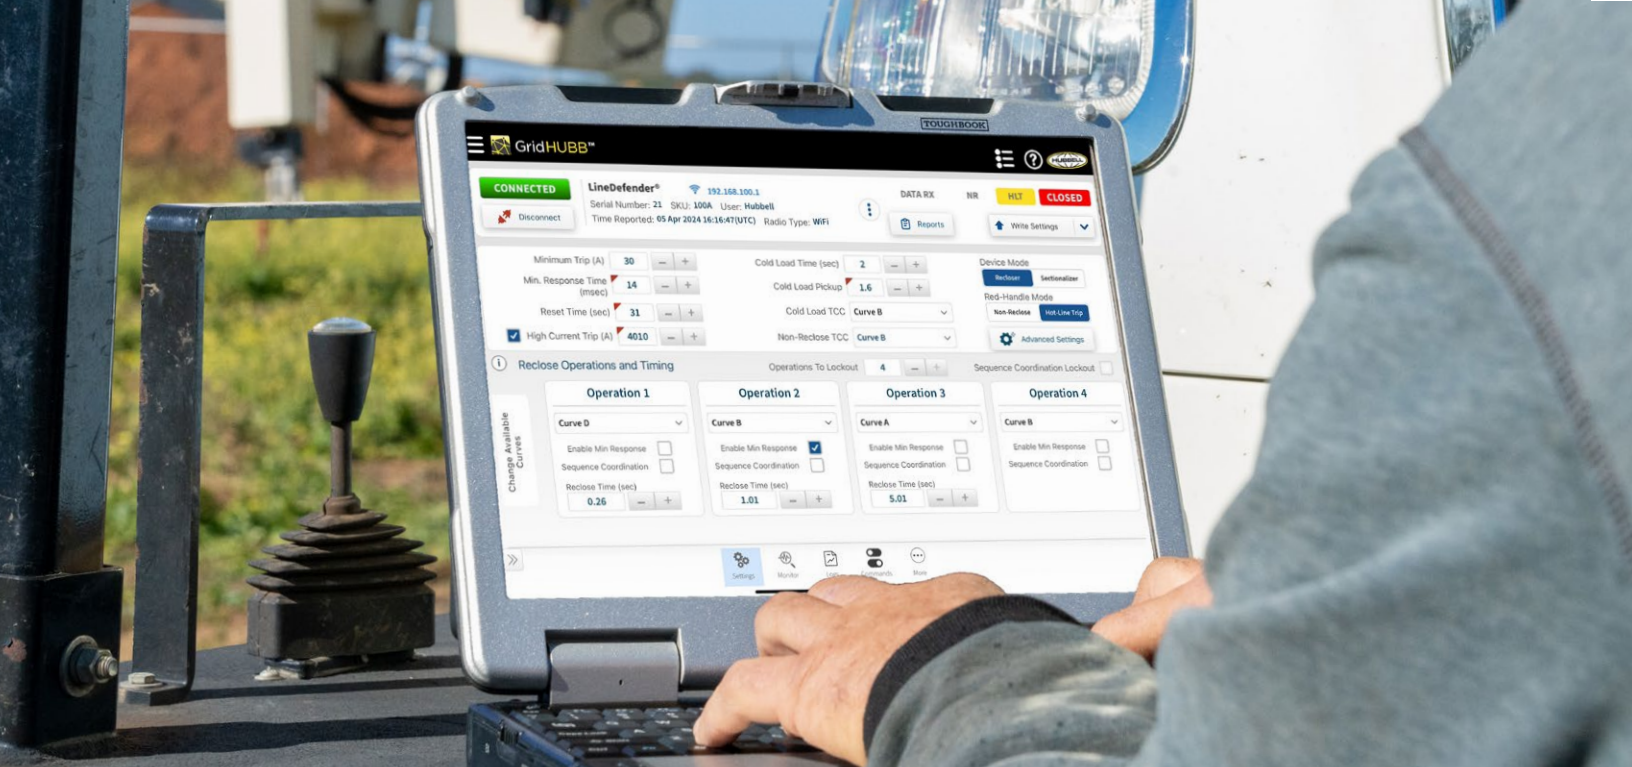 TOUGHBOOK
GridHUBB™
HUBBELL
CONNECTED
LineDefender®
192.168.100.1
DATA RX
NR
HLT
CLOSED
Serial Number: 21 SKU: 100A User: Hubbell
Disconnect
Time Reported: 05 Apr 2024 16:16:47(UTC) Radio Type: WiFi
Reports
Write Settings
Minimum Trip (A) 30
Cold Load Time (sec) 2
Device Mode
Min. Response Time
(msec)
14
Cold Load Pickup 1.6
Recloser Sectionalizer
Red-Handle Mode
Reset Time (sec) 31
Cold Load TCC Curve B
Non-Reclose Hot-Line Trip
High Current Trip (A) 4010
Non-Reclose TCC Curve B
Advanced Settings
Reclose Operations and Timing
Operations To Lockout 4
Sequence Coordination Lockout
Change Available
Curves
Operation 1
Curve D
Enable Min Response
Sequence Coordination
Reclose Time (sec)
0.26
Operation 2
Curve B
Enable Min Response
Sequence Coordination
Reclose Time (sec)
1.01
Operation 3
Curve A
Enable Min Response
Sequence Coordination
Reclose Time (sec)
5.01
Operation 4
Curve B
Enable Min Response
Sequence Coordination
Settings
Monitor
Commands
More